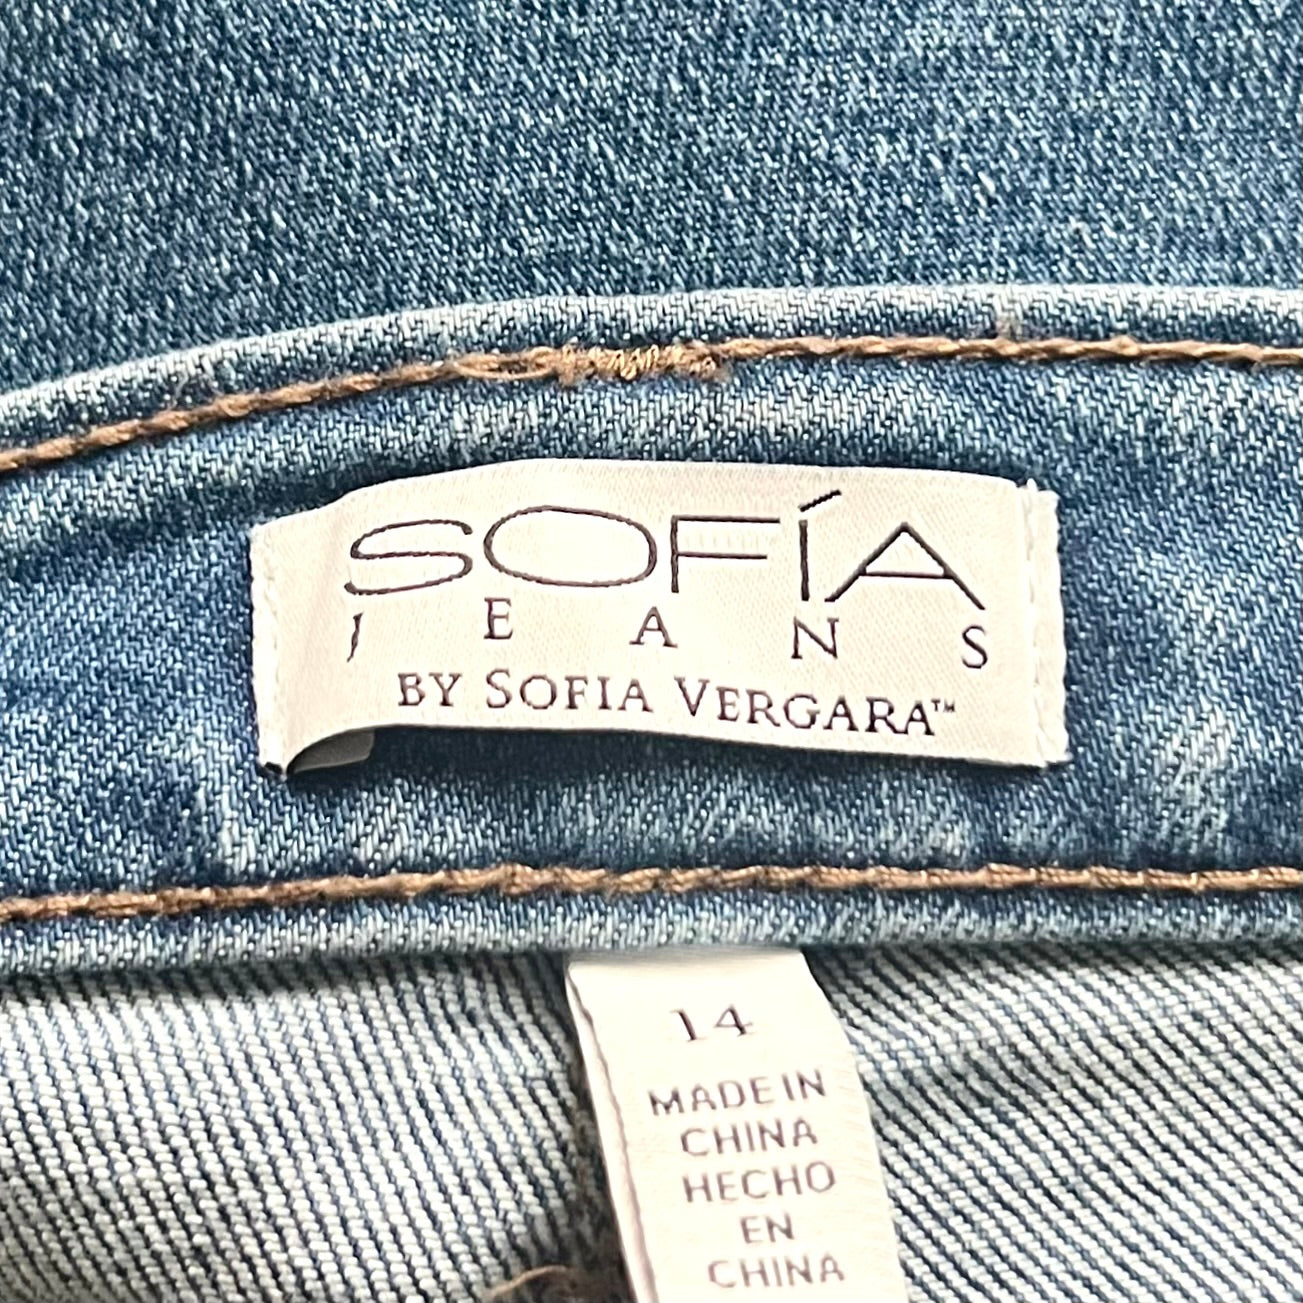 SOFÍA
JEANS
BY SOFIA VERGARA™
14
MADE IN
CHINA
HECHO
EN
CHINA